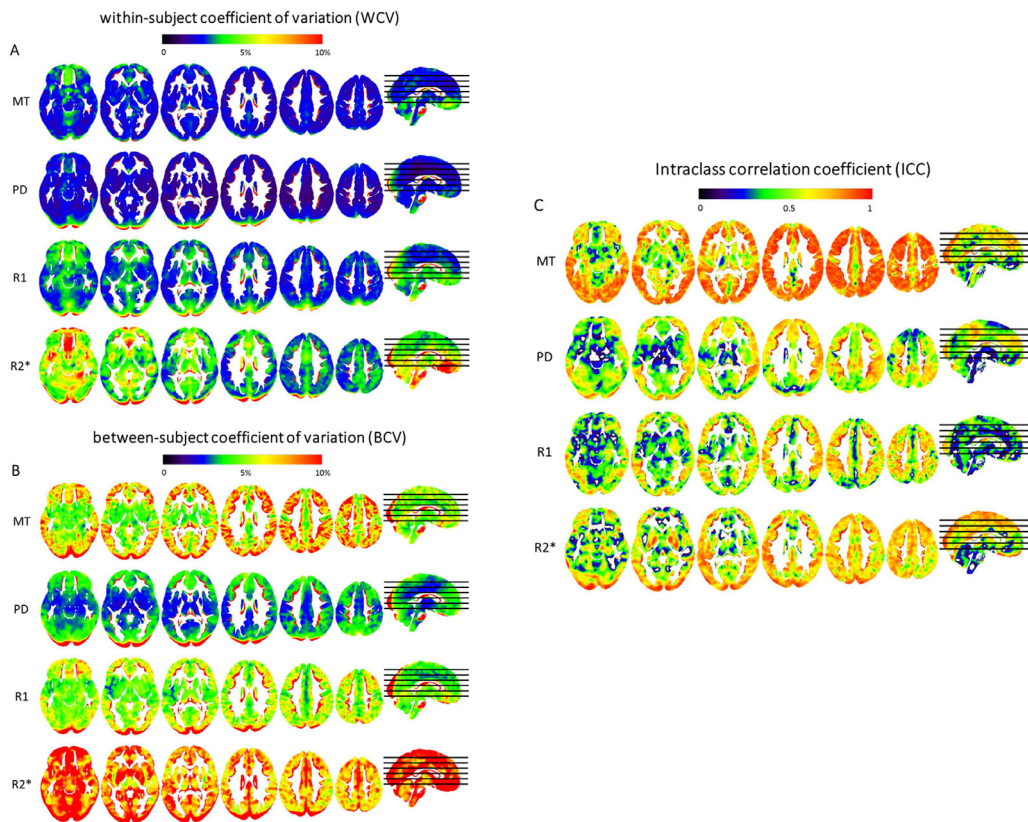 within-subject coefficient of variation (WCV)
0 5% 10%
A
MT
PD
R1
R2*
between-subject coefficient of variation (BCV)
0 5% 10%
B
MT
PD
R1
R2*
Intraclass correlation coefficient (ICC)
0 0.5 1
C
MT
PD
R1
R2*